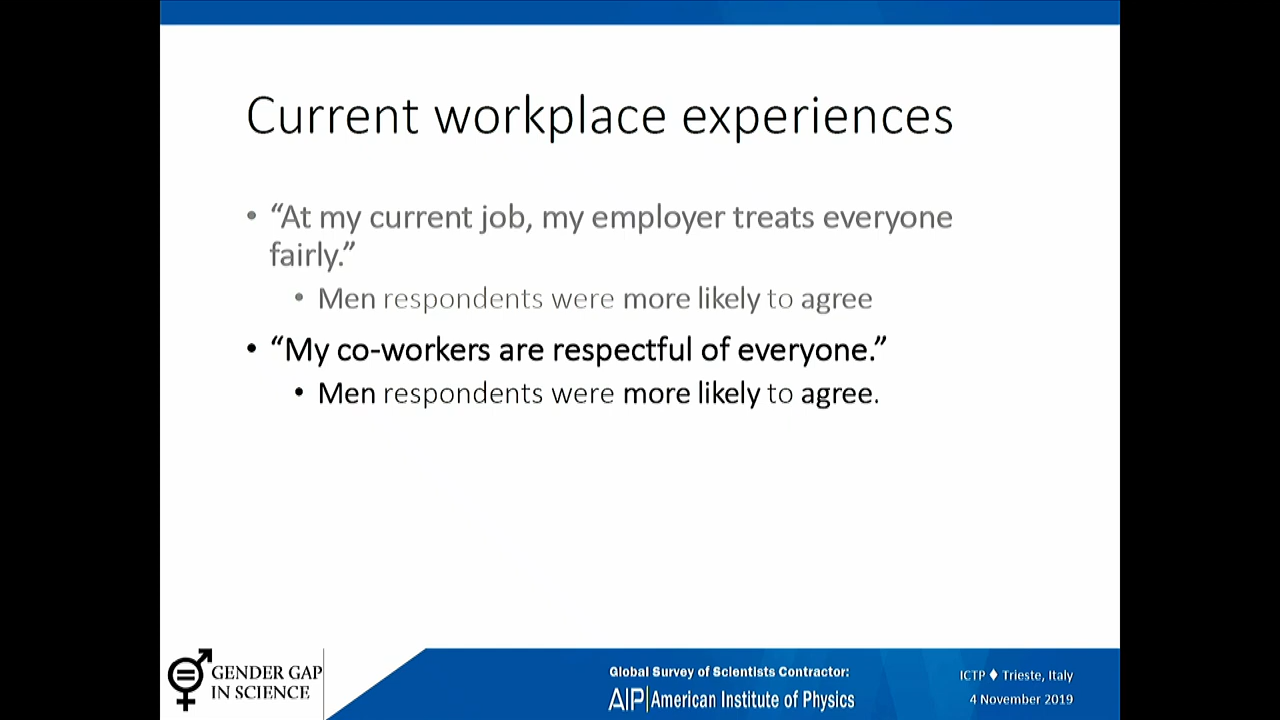 Current workplace experiences
• “At my current job, my employer treats everyone
fairly.”
• Men respondents were more likely to agree
• “My co-workers are respectful of everyone.”
• Men respondents were more likely to agree.
GENDER GAP
IN SCIENCE
Global Survey of Scientists Contractor:
AIP|American Institute of Physics
ICTP ♦ Trieste, Italy
4 November 2019